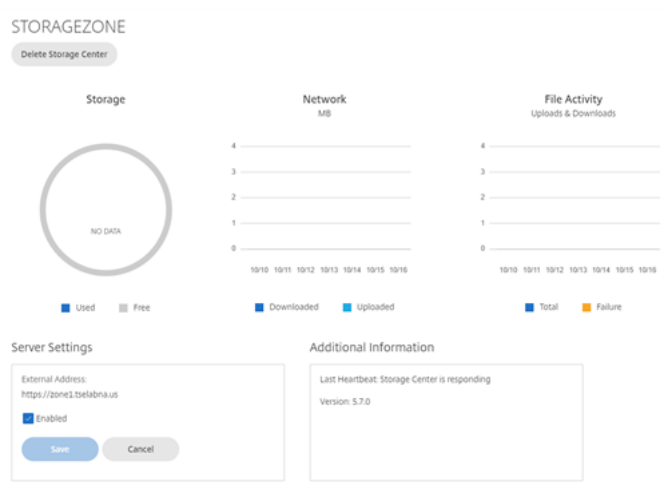 STORAGEZONE
Delete Storage Center
Storage
NO DATA
Used Free
Network
MB
4
3
2
1
0
10/10 10/11 10/12 10/13 10/14 10/15 10/16
Downloaded Uploaded
File Activity
Uploads & Downloads
4
3
2
1
0
10/10 10/11 10/12 10/13 10/14 10/15 10/16
Total Failure
Server Settings
External Address:
https://zone1.tselabna.us
Enabled
Save Cancel
Additional Information
Last Heartbeat: Storage Center is responding
Version: 5.7.0